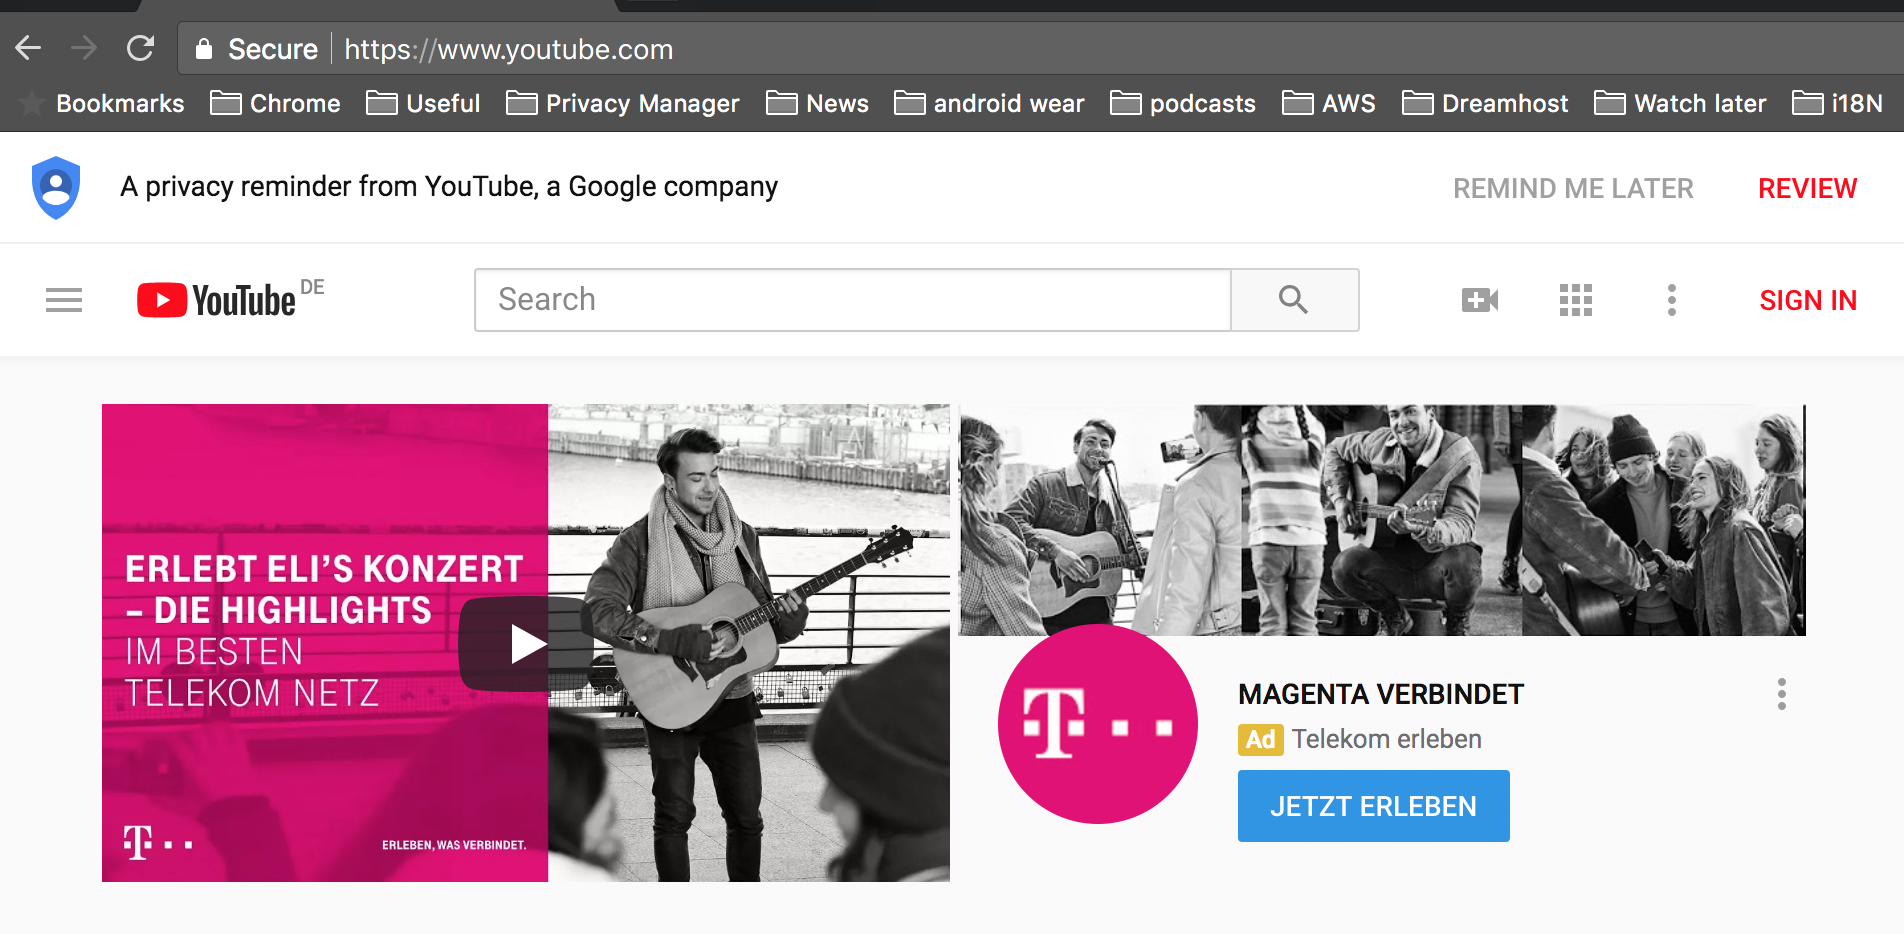 Secure https://www.youtube.com
Bookmarks Chrome Useful Privacy Manager News android wear podcasts AWS Dreamhost Watch later i18N
A privacy reminder from YouTube, a Google company REMIND ME LATER REVIEW
YouTube DE Search SIGN IN
ERLEBT ELI'S KONZERT
– DIE HIGHLIGHTS
IM BESTEN
TELEKOM NETZ
T
ERLEBEN, WAS VERBINDET.
T
MAGENTA VERBINDET
Ad Telekom erleben
JETZT ERLEBEN